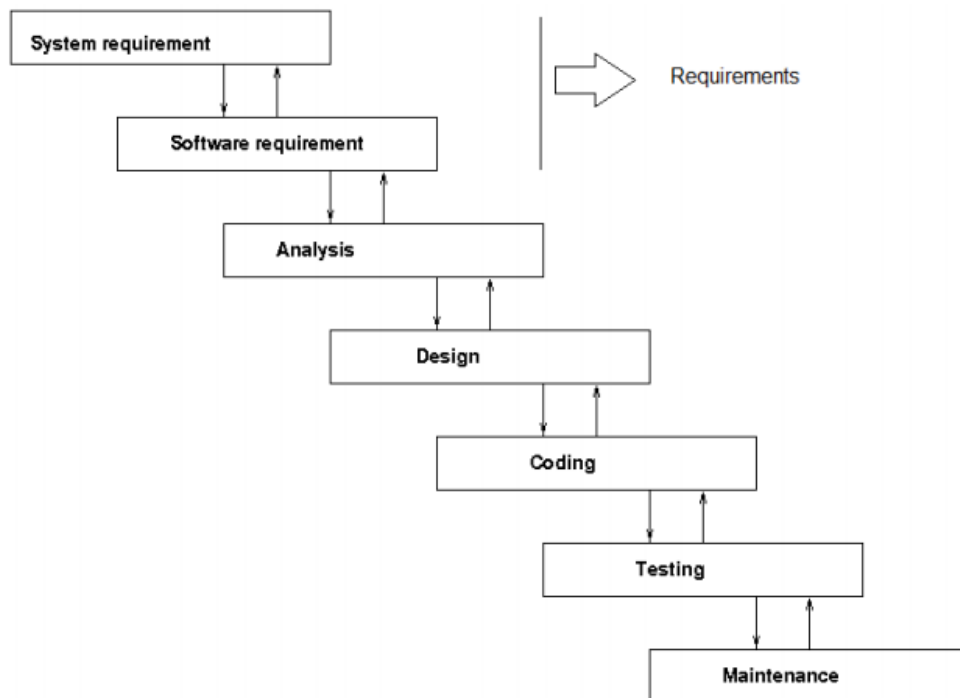 System requirement
Requirements
Software requirement
Analysis
Design
Coding
Testing
Maintenance